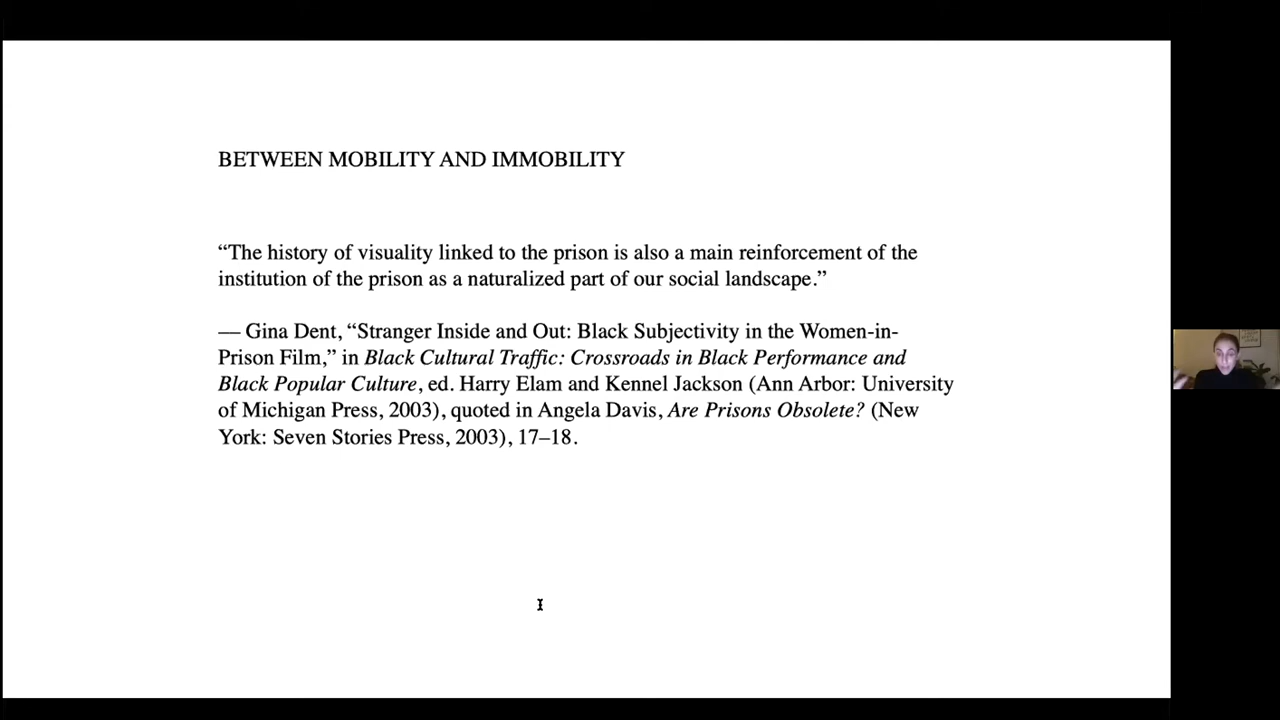 BETWEEN MOBILITY AND IMMOBILITY
“The history of visuality linked to the prison is also a main reinforcement of the
institution of the prison as a naturalized part of our social landscape.”
— Gina Dent, “Stranger Inside and Out: Black Subjectivity in the Women-in-
Prison Film,” in Black Cultural Traffic: Crossroads in Black Performance and
Black Popular Culture, ed. Harry Elam and Kennel Jackson (Ann Arbor: University
of Michigan Press, 2003), quoted in Angela Davis, Are Prisons Obsolete? (New
York: Seven Stories Press, 2003), 17–18.